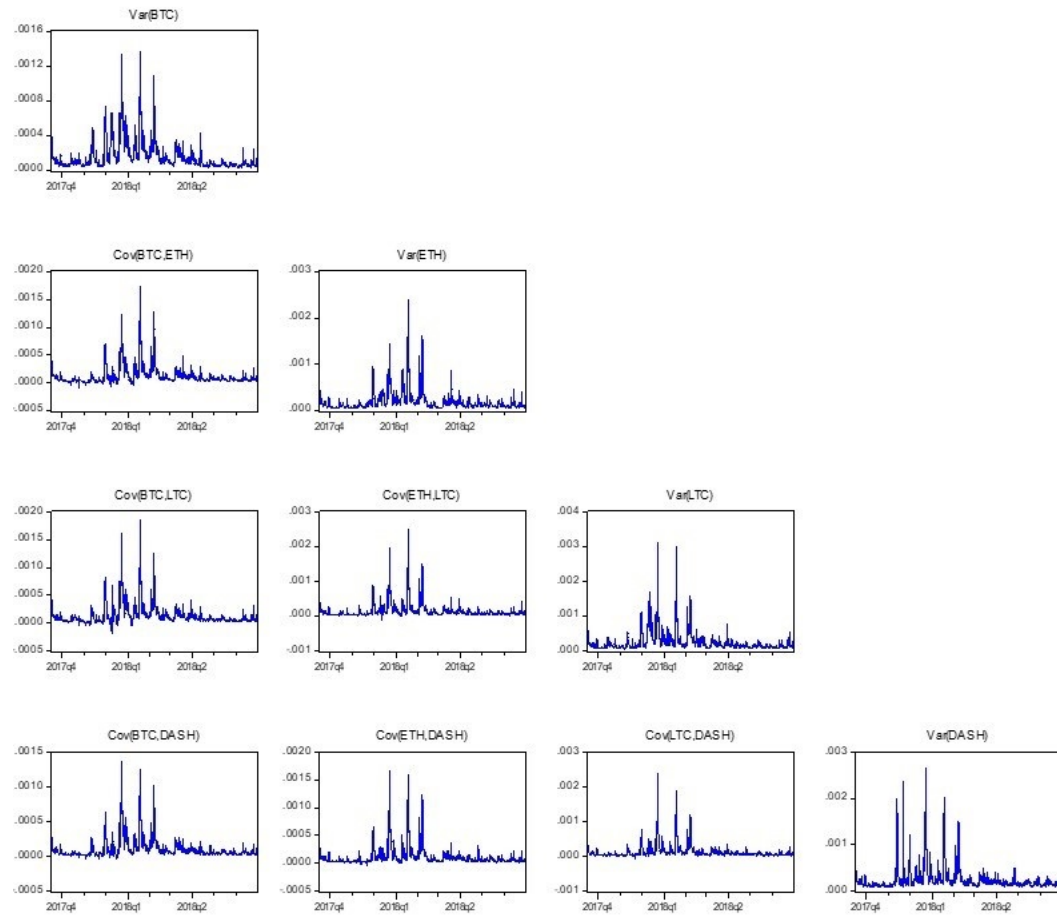 Var(BTC)
.0016
.0012
.0008
.0004
.0000
2017q4 2018q1 2018q2
Cov(BTC,ETH) Var(ETH)
.0020 .003
.0015
.002
.0010
.0005 .001
.0000
-.0005 .000
2017q4 2018q1 2018q2 2017q4 2018q1 2018q2
Cov(BTC,LTC) Cov(ETH,LTC) Var(LTC)
.0020 .003 .004
.0015 .002 .003
.0010
.0005 .001 .002
.0000 .000 .001
-.0005 -.001 .000
2017q4 2018q1 2018q2 2017q4 2018q1 2018q2 2017q4 2018q1 2018q2
Cov(BTC,DASH) Cov(ETH,DASH) Cov(LTC,DASH) Var(DASH)
.0015 .0020 .003 .003
.0010 .0015 .002
.0005 .0010 .001 .002
.0000 .0005 .000 .001
.0000
-.0005 -.0005 -.001 .000
2017q4 2018q1 2018q2 2017q4 2018q1 2018q2 2017q4 2018q1 2018q2 2017q4 2018q1 2018q2